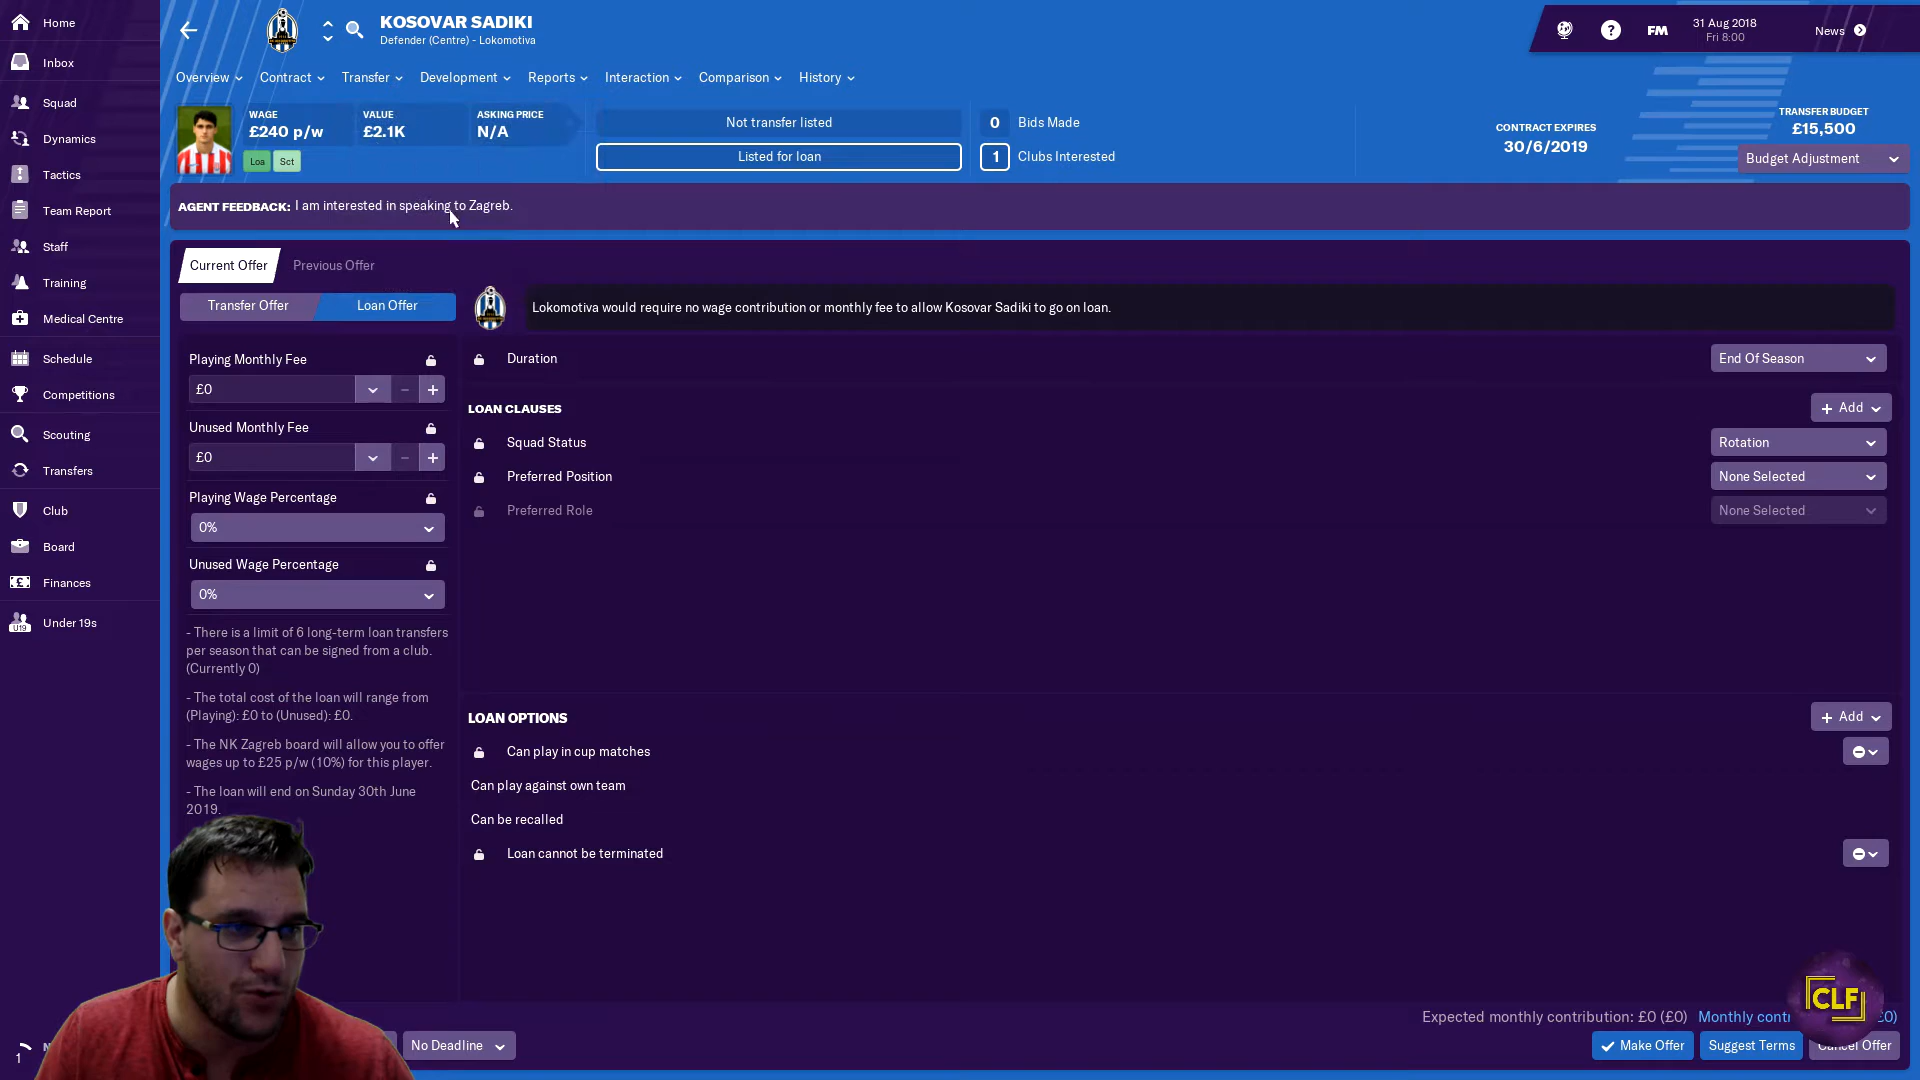 Home
Inbox
Squad
Dynamics
Tactics
Team Report
Staff
Training
Medical Centre
Schedule
Competitions
Scouting
Transfers
Club
Board
Finances
U19
Under 19s
1
KOSOVAR SADIKI
Defender (Centre) - Lokomotiva
?
FM
31 Aug 2018
Fri 8:00
News
Overview
Contract
Transfer
Development
Reports
Interaction
Comparison
History
WAGE
£240 p/w
VALUE
£2.1K
ASKING PRICE
N/A
Loa
Sct
Not transfer listed
Listed for loan
0 Bids Made
1 Clubs Interested
CONTRACT EXPIRES
30/6/2019
TRANSFER BUDGET
£15,500
Budget Adjustment
AGENT FEEDBACK: I am interested in speaking to Zagreb.
Current Offer
Previous Offer
Transfer Offer
Loan Offer
Lokomotiva would require no wage contribution or monthly fee to allow Kosovar Sadiki to go on loan.
Playing Monthly Fee
£0
Unused Monthly Fee
£0
Playing Wage Percentage
0%
Unused Wage Percentage
0%
- There is a limit of 6 long-term loan transfers
per season that can be signed from a club.
(Currently 0)
- The total cost of the loan will range from
(Playing): £0 to (Unused): £0.
- The NK Zagreb board will allow you to offer
wages up to £25 p/w (10%) for this player.
- The loan will end on Sunday 30th June
2019.
Duration
End Of Season
LOAN CLAUSES
+ Add
Squad Status
Rotation
Preferred Position
None Selected
Preferred Role
None Selected
LOAN OPTIONS
+ Add
Can play in cup matches
Can play against own team
Can be recalled
Loan cannot be terminated
CLF
Expected monthly contribution: £0 (£0)
No Deadline
Make Offer
Suggest Terms
Cancel Offer